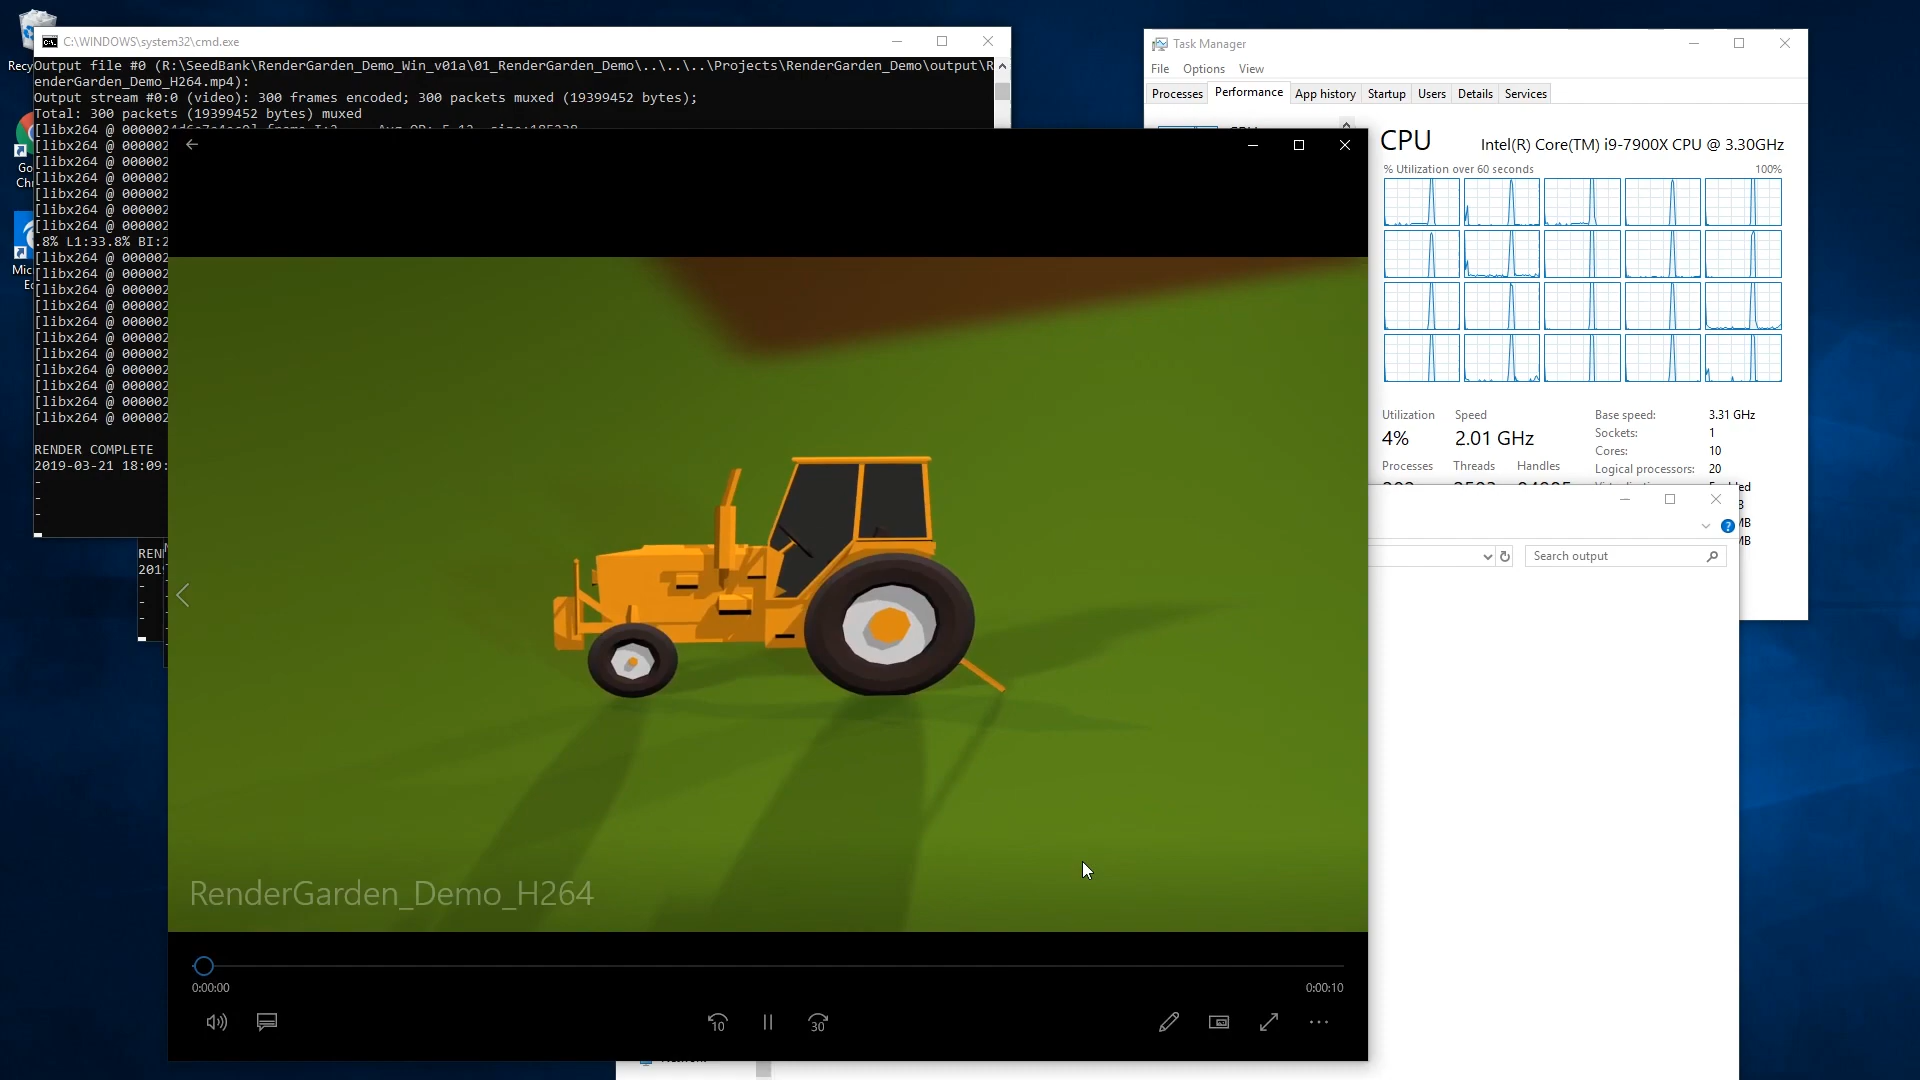 C:\WINDOWS\system32\cmd.exe
Output file #0 (R:\SeedBank\RenderGarden_Demo_Win_v01a\01_RenderGarden_Demo\..\..\..\Projects\RenderGarden_Demo\output\R
enderGarden_Demo_H264.mp4):
Output stream #0:0 (video): 300 frames encoded; 300 packets muxed (19399452 bytes);
Total: 300 packets (19399452 bytes) muxed
[libx264 @ 000002
[libx264 @ 000002
[libx264 @ 000002
[libx264 @ 000002
[libx264 @ 000002
[libx264 @ 000002
[libx264 @ 000002
.8% L1:33.8% BI:2
[libx264 @ 000002
[libx264 @ 000002
[libx264 @ 000002
[libx264 @ 000002
[libx264 @ 000002
[libx264 @ 000002
[libx264 @ 000002
[libx264 @ 000002
[libx264 @ 000002
[libx264 @ 000002
[libx264 @ 000002
RENDER COMPLETE
2019-03-21 18:09:
-
-
-
REN
201
-
-
-
RenderGarden_Demo_H264
0:00:00
0:00:10
10
30
Task Manager
File Options View
Processes Performance App history Startup Users Details Services
CPU Intel(R) Core(TM) i9-7900X CPU @ 3.30GHz
% Utilization over 60 seconds 100%
Utilization Speed
4% 2.01 GHz
Processes Threads Handles
Base speed: 3.31 GHz
Sockets: 1
Cores: 10
Logical processors: 20
Search output